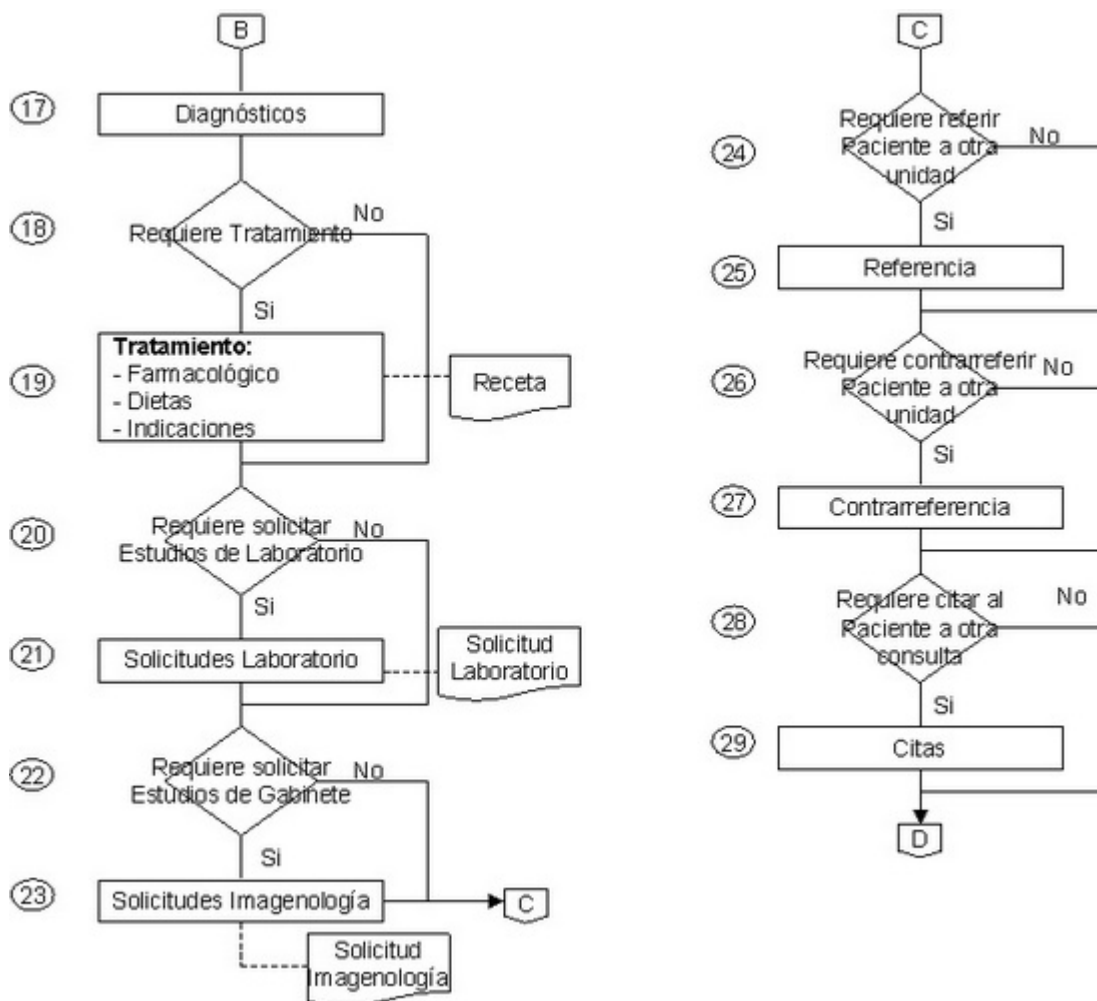 B
17
Diagnósticos
18
Requiere Tratamiento
No
Si
19
Tratamiento:
- Farmacológico
- Dietas
- Indicaciones
Receta
20
Requiere solicitar
Estudios de Laboratorio
No
Si
21
Solicitudes Laboratorio
Solicitud
Laboratorio
22
Requiere solicitar
Estudios de Gabinete
No
Si
23
Solicitudes Imagenología
C
Solicitud
Imagenología
C
24
Requiere referir
Paciente a otra
unidad
No
Si
25
Referencia
26
Requiere contrarreferir
Paciente a otra
unidad
No
Si
27
Contrarreferencia
28
Requiere citar al
Paciente a otra
consulta
No
Si
29
Citas
D